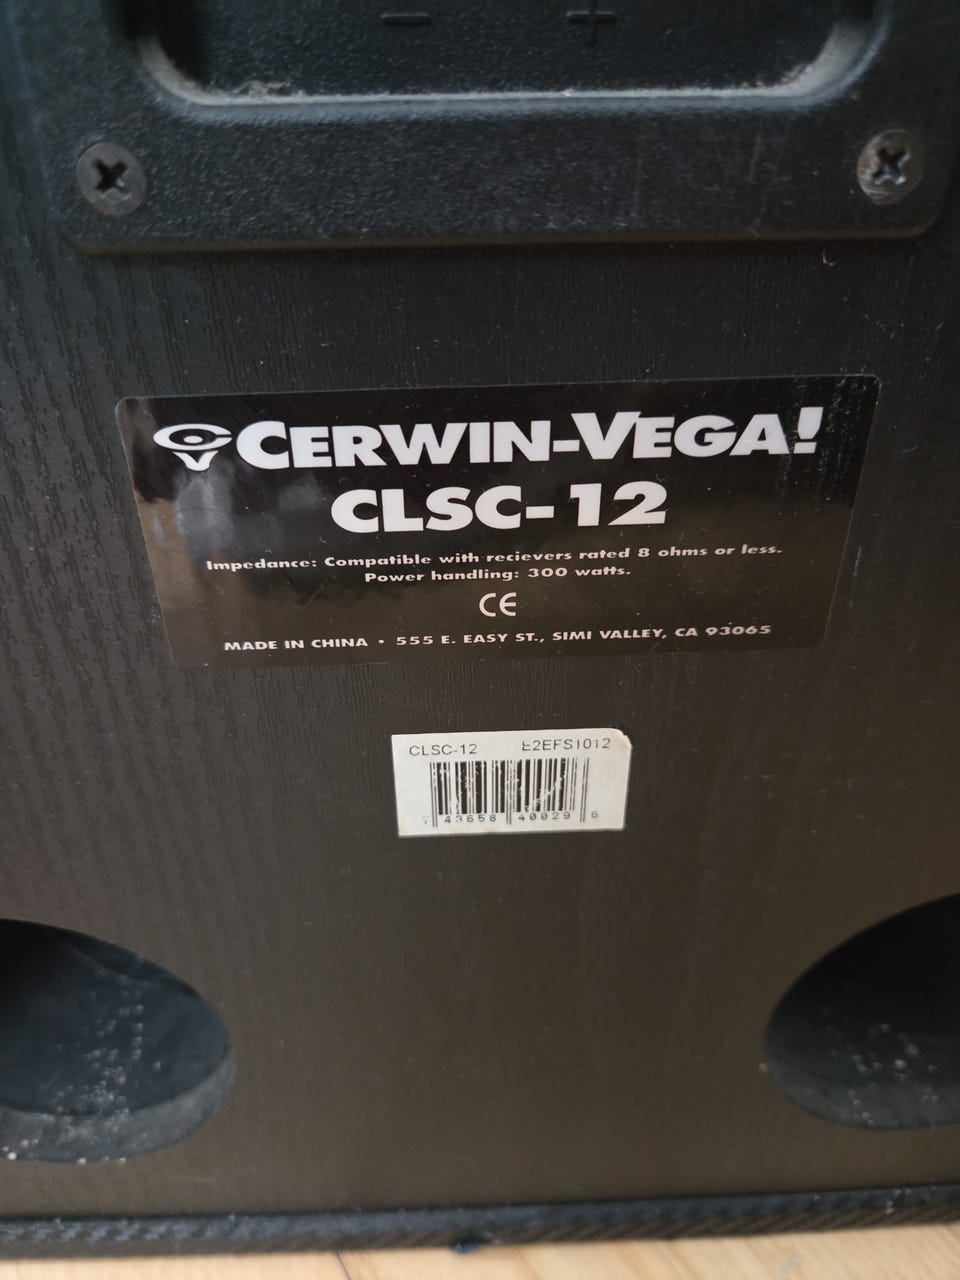 - +
CERWIN-VEGA!
CLSC-12
Impedance: Compatible with recievers rated 8 ohms or less.
Power handling: 300 watts.
CE
MADE IN CHINA • 555 E. EASY ST., SIMI VALLEY, CA 93065
CLSC-12 E2EFS1012
7 43658 40029 6